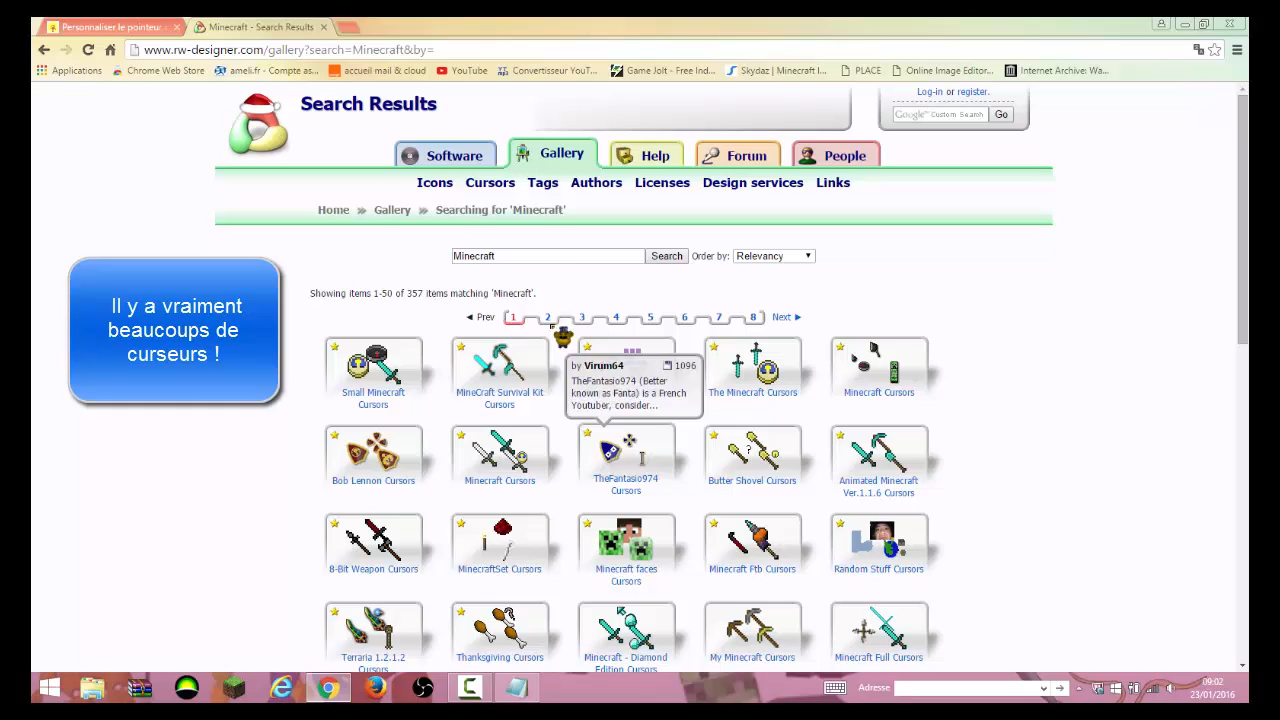 Personnaliser le pointeur
Minecraft - Search Results
www.rw-designer.com/gallery?search=Minecraft&by=
Applications
Chrome Web Store
ameli.fr - Compte as...
accueil mail & cloud
YouTube
Convertisseur YouT...
Game Jolt - Free Ind...
Skydaz | Minecraft I...
PLACE
Online Image Editor...
Internet Archive: Wa...
Search Results
Log-in or register.
Google™ Custom Search
Go
Software
Gallery
Help
Forum
People
Icons
Cursors
Tags
Authors
Licenses
Design services
Links
Home » Gallery » Searching for 'Minecraft'
Minecraft
Search
Order by:
Relevancy
Il y a vraiment
beaucoups de
curseurs !
Showing items 1-50 of 357 items matching 'Minecraft'.
◄ Prev 1 2 3 4 5 6 7 8 Next ►
Small Minecraft
Cursors
MineCraft Survival Kit
Cursors
by Virum64 1096
TheFantasio974 (Better
known as Fanta) is a French
Youtuber, consider...
The Minecraft Cursors
Minecraft Cursors
Bob Lennon Cursors
Minecraft Cursors
TheFantasio974
Cursors
Butter Shovel Cursors
Animated Minecraft
Ver.1.1.6 Cursors
8-Bit Weapon Cursors
MinecraftSet Cursors
Minecraft faces
Cursors
Minecraft Ftb Cursors
Random Stuff Cursors
Terraria 1.2.1.2
Cursors
Thanksgiving Cursors
Minecraft - Diamond
Edition Cursors
My Minecraft Cursors
Minecraft Full Cursors
Adresse
09:02
23/01/2016